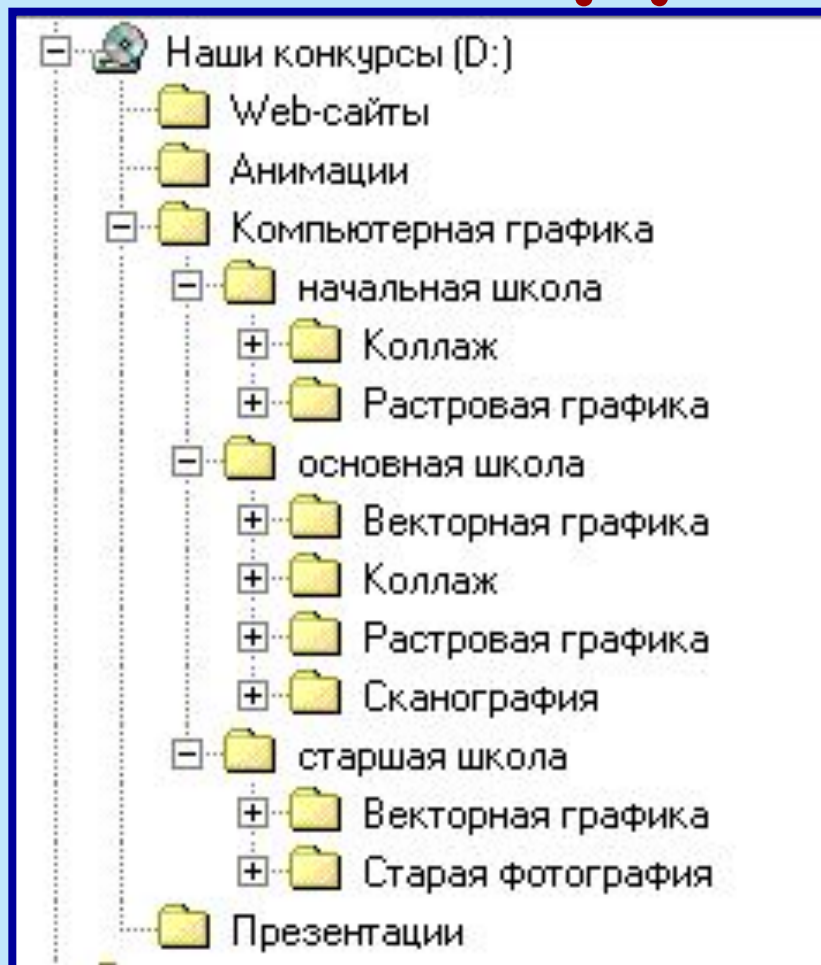 Наши конкурсы (D:)
Web-сайты
Анимации
Компьютерная графика
начальная школа
Коллаж
Растровая графика
основная школа
Векторная графика
Коллаж
Растровая графика
Сканография
старшая школа
Векторная графика
Старая фотография
Презентации